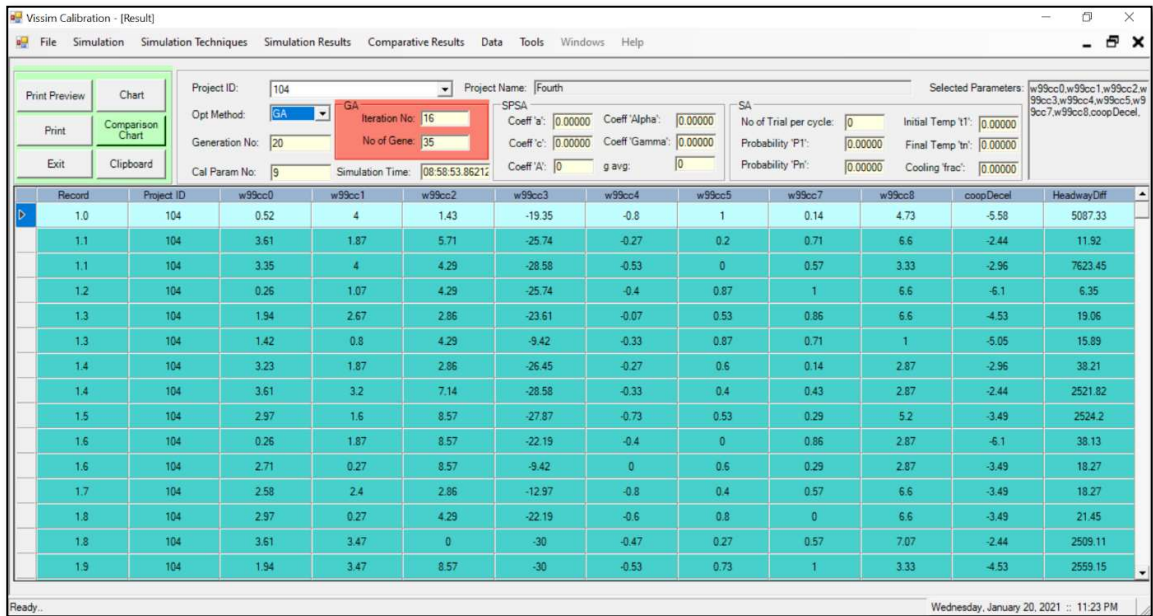 Vissim Calibration - [Result]
File Simulation Simulation Techniques Simulation Results Comparative Results Data Tools Windows Help
Print Preview Chart
Print Comparison Chart
Exit Clipboard
Project ID: 104 Project Name: Fourth
Opt Method: GA
Generation No: 20
Cal Param No: 9 Simulation Time: 08:58:53.86212
GA
Iteration No: 16
No of Gene: 35
SPSA
Coeff 'a': 0.00000 Coeff 'Alpha': 0.00000
Coeff 'c': 0.00000 Coeff 'Gamma': 0.00000
Coeff 'A': 0 g avg: 0
SA
No of Trial per cycle: 0 Initial Temp 't1': 0.00000
Probability 'P1': 0.00000 Final Temp 'tn': 0.00000
Probability 'Pn': 0.00000 Cooling 'frac': 0.00000
Selected Parameters: w99cc0,w99cc1,w99cc2,w
99cc3,w99cc4,w99cc5,w9
9cc7,w99cc8,coopDecel,
Record Project ID w99cc0 w99cc1 w99cc2 w99cc3 w99cc4 w99cc5 w99cc7 w99cc8 coopDecel HeadwayDiff
1.0 104 0.52 4 1.43 -19.35 -0.8 1 0.14 4.73 -5.58 5087.33
1.1 104 3.61 1.87 5.71 -25.74 -0.27 0.2 0.71 6.6 -2.44 11.92
1.1 104 3.35 4 4.29 -28.58 -0.53 0 0.57 3.33 -2.96 7623.45
1.2 104 0.26 1.07 4.29 -25.74 -0.4 0.87 1 6.6 -6.1 6.35
1.3 104 1.94 2.67 2.86 -23.61 -0.07 0.53 0.86 6.6 -4.53 19.06
1.3 104 1.42 0.8 4.29 -9.42 -0.33 0.87 0.71 1 -5.05 15.89
1.4 104 3.23 1.87 2.86 -26.45 -0.27 0.6 0.14 2.87 -2.96 38.21
1.4 104 3.61 3.2 7.14 -28.58 -0.33 0.4 0.43 2.87 -2.44 2521.82
1.5 104 2.97 1.6 8.57 -27.87 -0.73 0.53 0.29 5.2 -3.49 2524.2
1.6 104 0.26 1.87 8.57 -22.19 -0.4 0 0.86 2.87 -6.1 38.13
1.6 104 2.71 0.27 8.57 -9.42 0 0.6 0.29 2.87 -3.49 18.27
1.7 104 2.58 2.4 2.86 -12.97 -0.8 0.4 0.57 6.6 -3.49 18.27
1.8 104 2.97 0.27 4.29 -22.19 -0.6 0.8 0 6.6 -3.49 21.45
1.8 104 3.61 3.47 0 -30 -0.47 0.27 0.57 7.07 -2.44 2509.11
1.9 104 1.94 3.47 8.57 -30 -0.53 0.73 1 3.33 -4.53 2559.15
Ready.. Wednesday, January 20, 2021 :: 11:23 PM